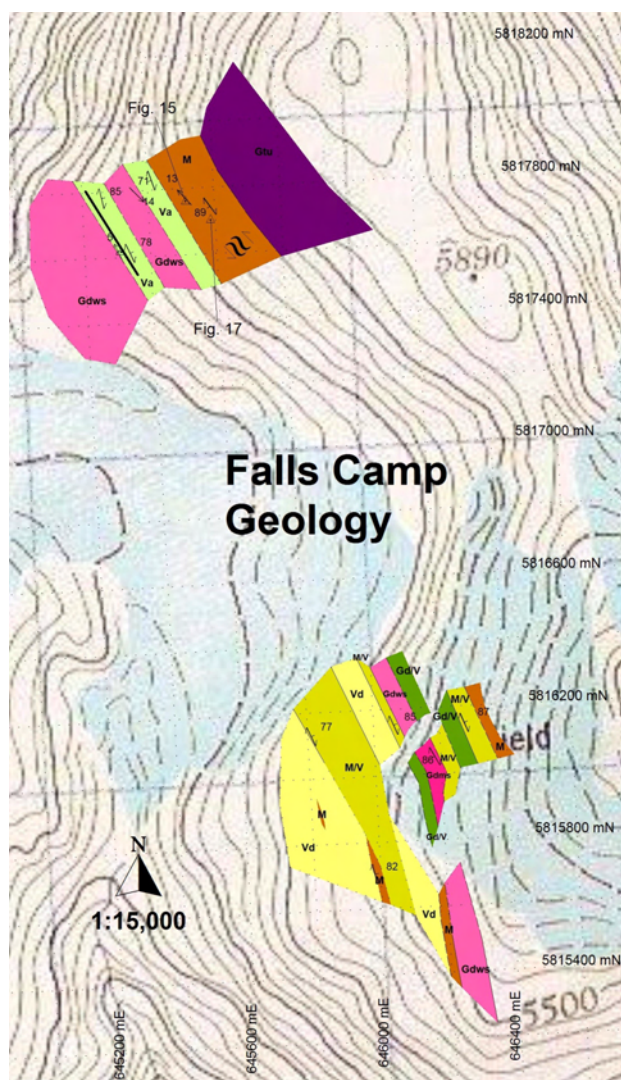 5818200 mN
Fig. 15
Gtu
M
5817800 mN
71
13
85
14
Va
89
78
Gdws
5890
Va
Gdws
5817400 mN
Fig. 17
5817000 mN
Falls Camp
Geology
5816600 mN
M/V
Gd/V
Vd
Gdws
M/V
5816200 mN
77
85
Gd/V
87
M/V
86
M/V
M
ield
Gdws
M
5815800 mN
Gd/V
Vd
N
82
M
1:15,000
Vd
M
5815400 mN
Gdws
5500
645200 mE
645600 mE
646000 mE
646400 mE